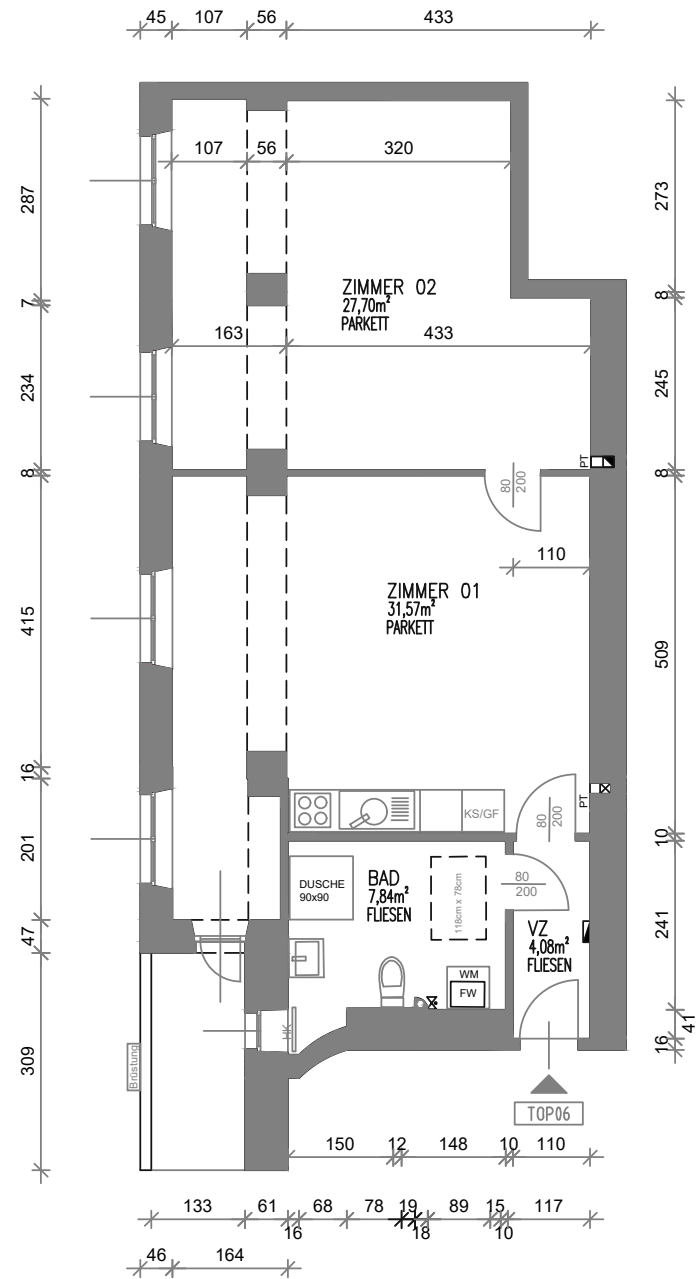 45 107 56 433
107 56 320
287
273
ZIMMER 02
27,70m²
PARKETT
7
8
163 433
234
245
PT
8
8
80
200
110
ZIMMER 01
31,57m²
PARKETT
415
509
16
KS/GF
PT
80
200
10
201
DUSCHE
90x90
BAD
7,84m²
FLIESEN
118cm x 78cm
80
200
241
47
VZ
4,08m²
FLIESEN
WM
FW
HK
41
16
309
Brüstung
TOP06
150 12 148 10 110
133 61 68 78 19 89 15 117
16 18 10
46 164